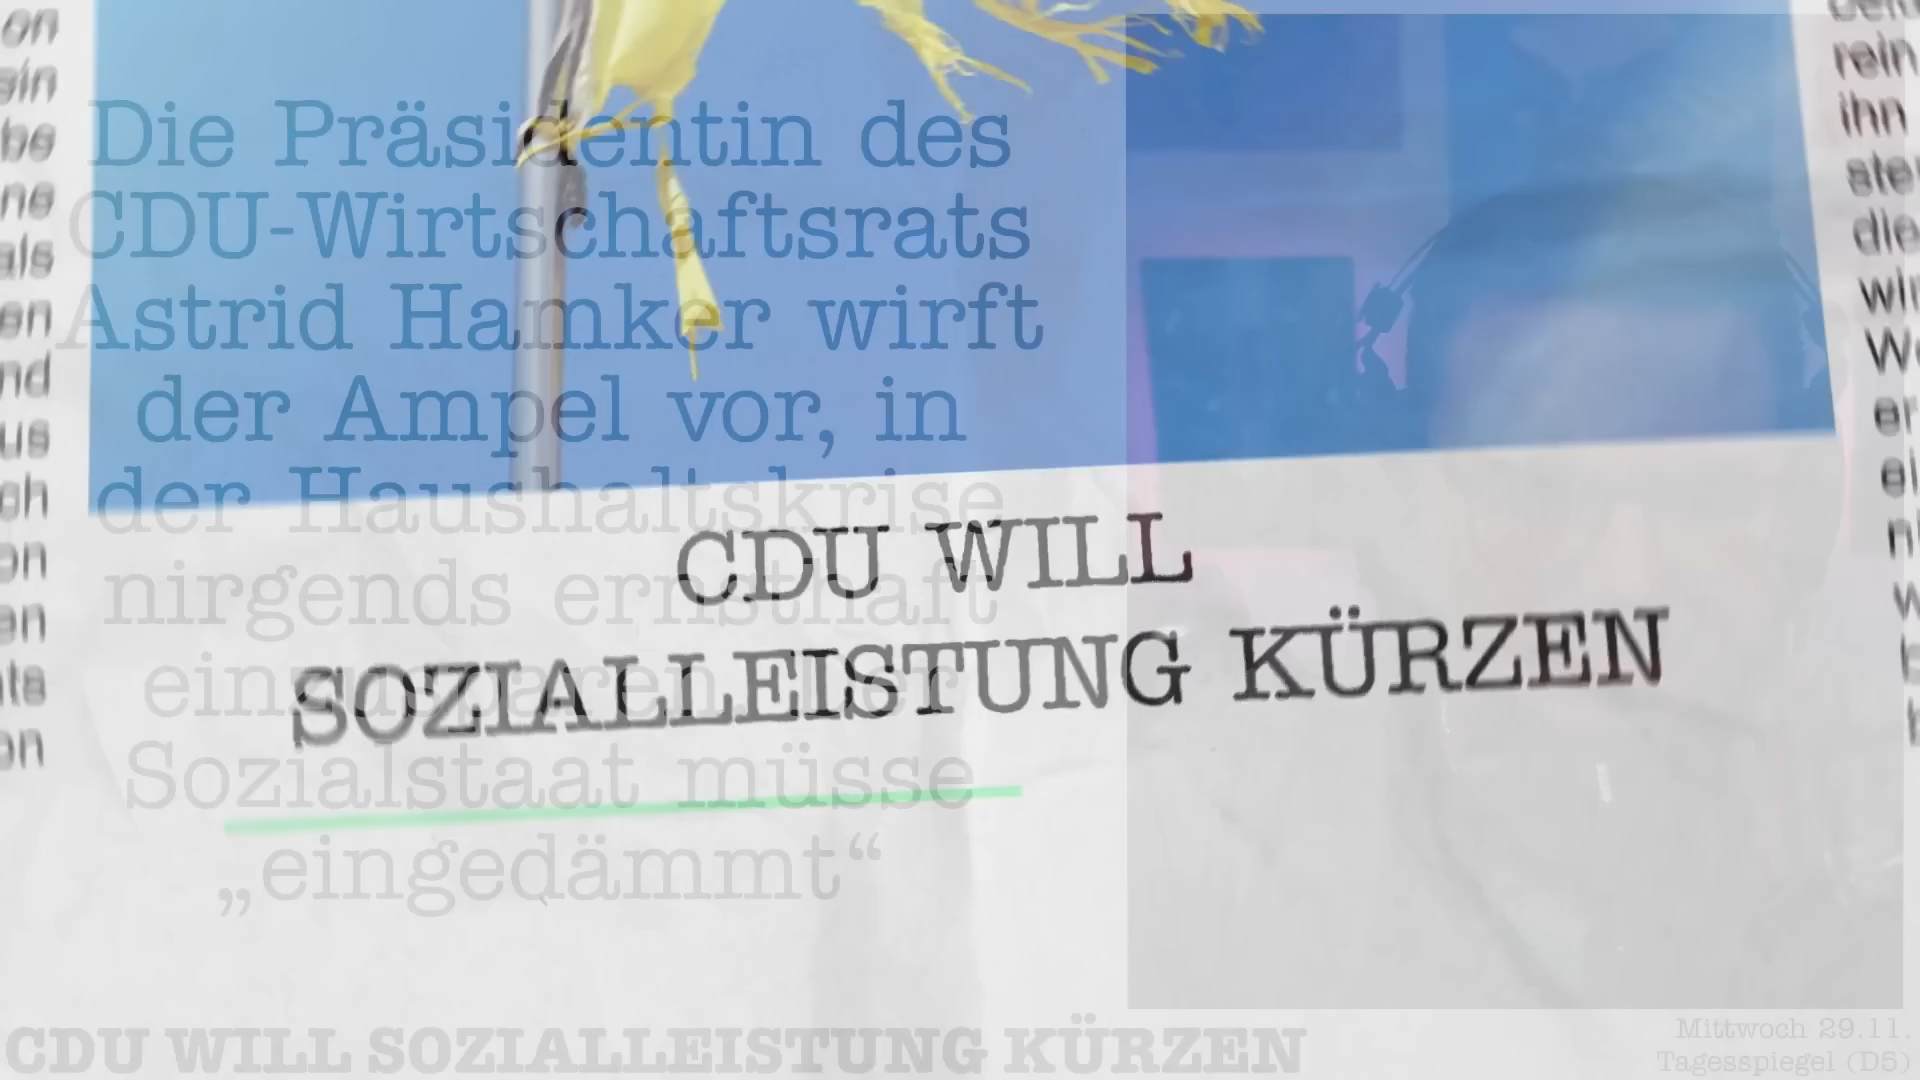 Die Präsidentin des
CDU-Wirtschaftsrats
Astrid Hamker wirft
der Ampel vor, in
der Haushaltskrise
nirgends ernsthaft
Sozialstaat müsse
„eingedämmt“
CDU WILL
SOZIALLEISTUNG KÜRZEN
CDU WILL SOZIALLEISTUNG KÜRZEN
Mittwoch 29.11.
Tagesspiegel (D5)